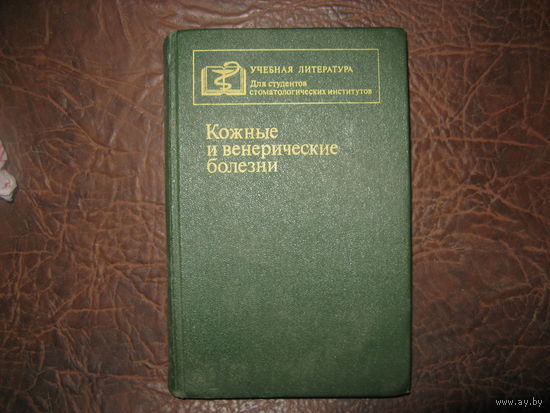 УЧЕБНАЯ ЛИТЕРАТУРА
Для студентов
стоматологических институтов
Кожные
и венерические
болезни
www.ay.by